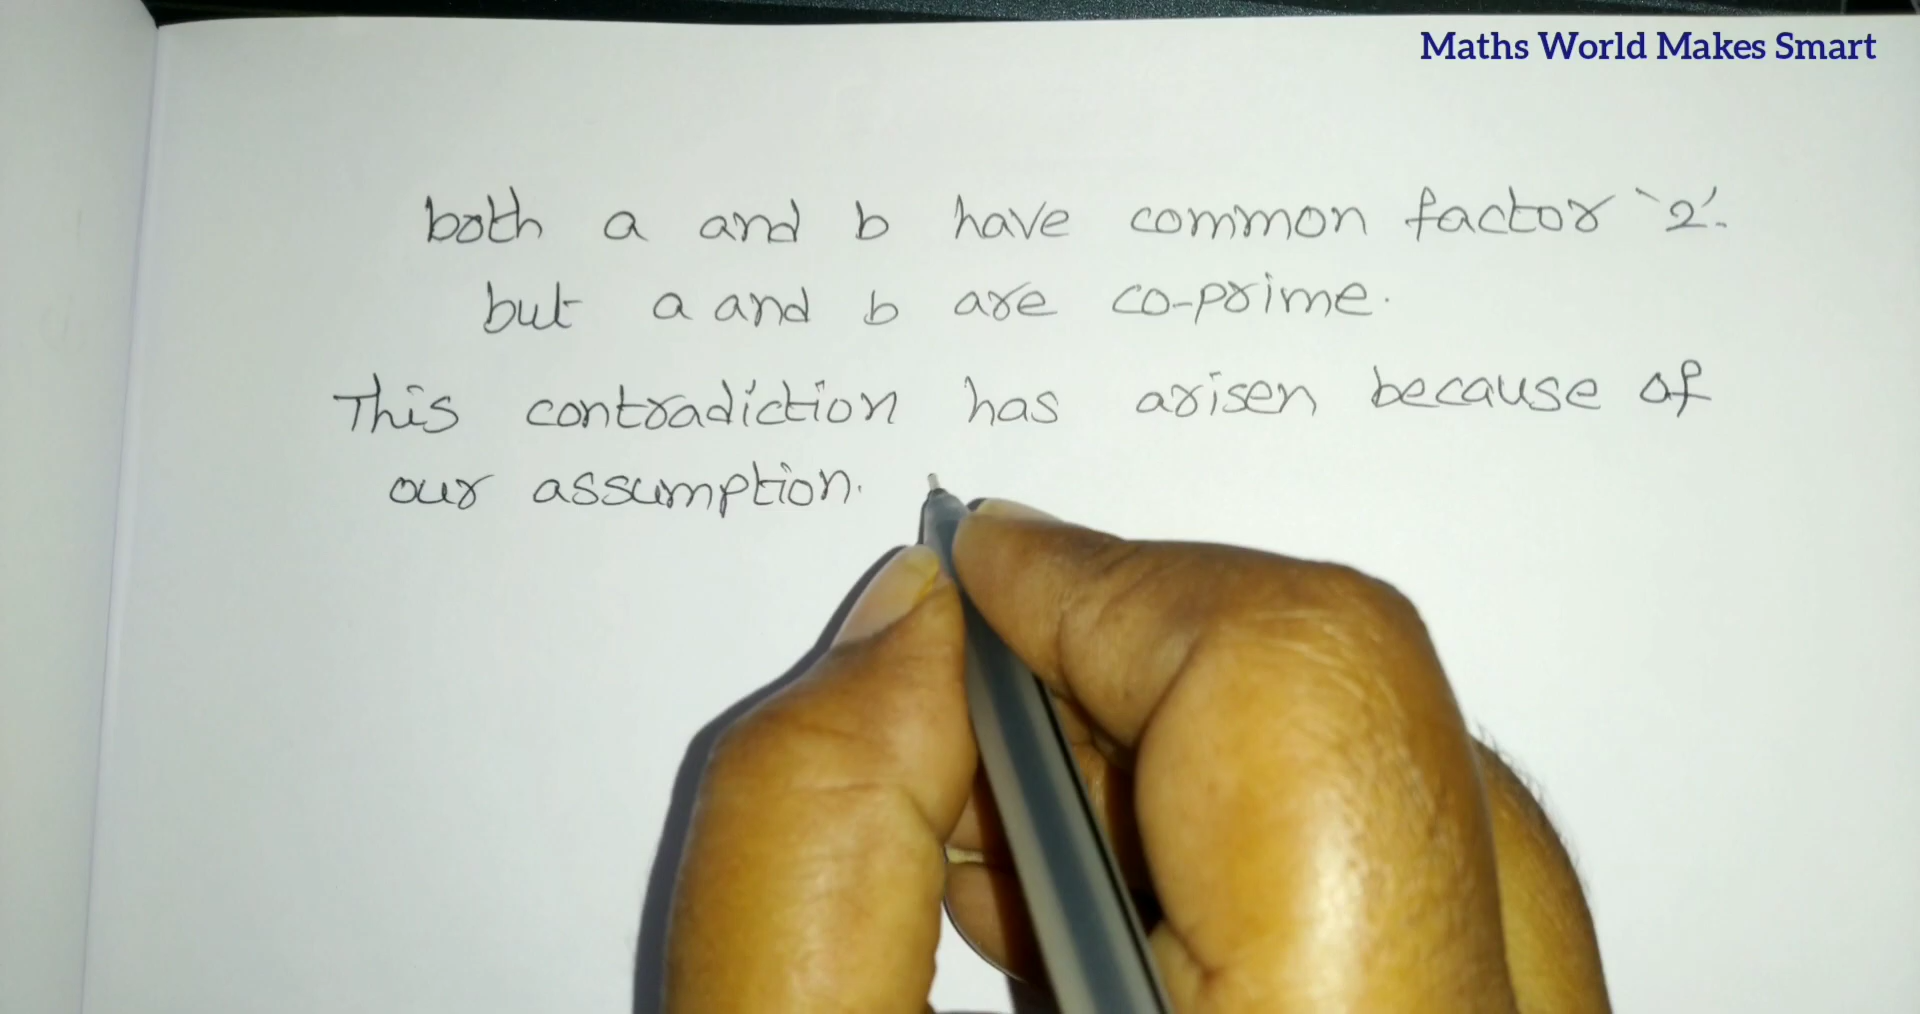 Maths World Makes Smart
both a and b have common factor `2'.
but a and b are co-prime.
This contradiction has arisen because of
our assumption.